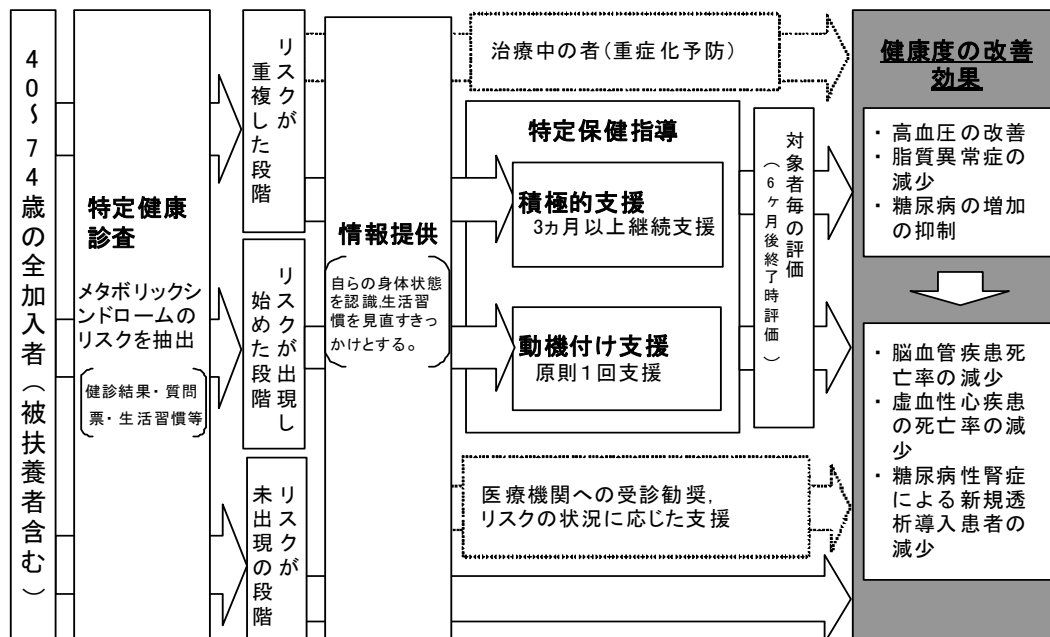 40～74歳の全加入者（被扶養者含む）
特定健康
診査
メタボリックシ
ンドロームの
リスクを抽出
健診結果・質問
票・生活習慣等
リスクが
重複した段階
リスクが出現し
始めた段階
リスクが
未出現の段階
情報提供
自らの身体状態
を認識,生活習
慣を見直すきっ
かけとする。
治療中の者(重症化予防)
特定保健指導
積極的支援
3ヵ月以上継続支援
動機付け支援
原則１回支援
対象者毎の評価
（6ヶ月後終了時評価）
医療機関への受診勧奨,
リスクの状況に応じた支援
健康度の改善
効果
・ 高血圧の改善
・ 脂質異常症の
減少
・ 糖尿病の増加
の抑制
・ 脳血管疾患死
亡率の減少
・ 虚血性心疾患
の死亡率の減
少
・ 糖尿病性腎症
による新規透
析導入患者の
減少